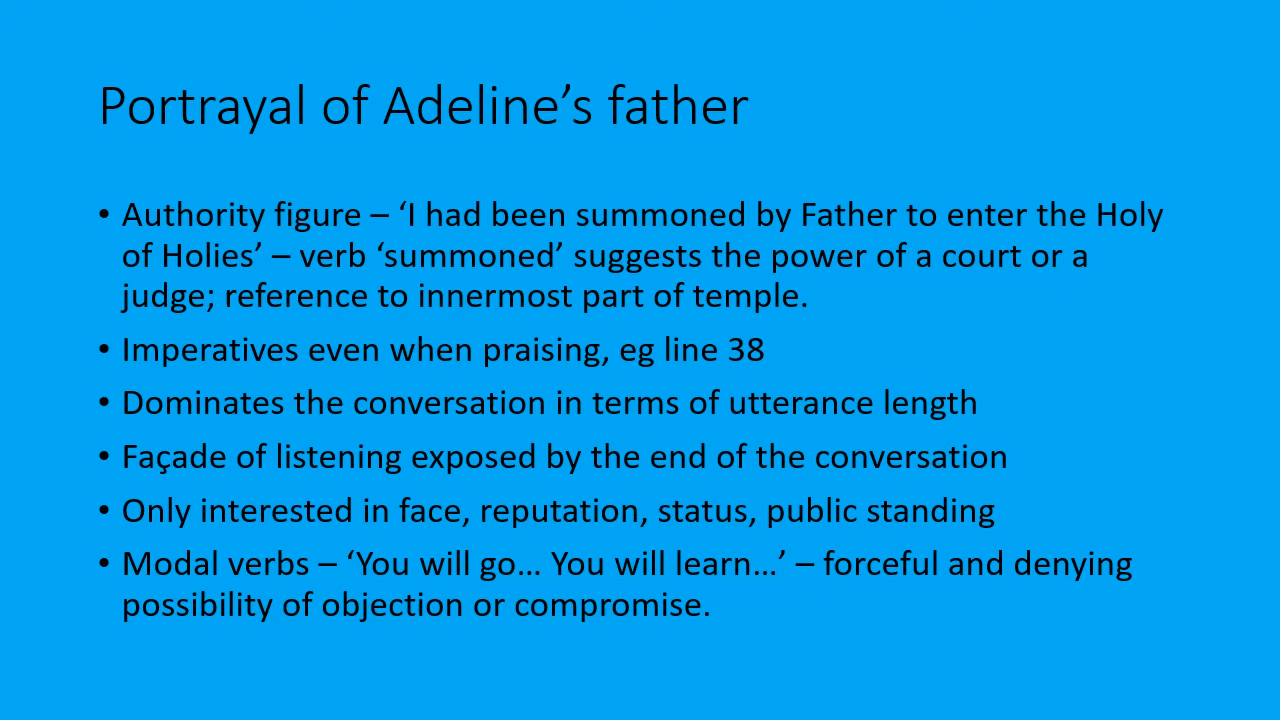 Portrayal of Adeline’s father
• Authority figure – ‘I had been summoned by Father to enter the Holy
of Holies’ – verb ‘summoned’ suggests the power of a court or a
judge; reference to innermost part of temple.
• Imperatives even when praising, eg line 38
• Dominates the conversation in terms of utterance length
• Façade of listening exposed by the end of the conversation
• Only interested in face, reputation, status, public standing
• Modal verbs – ‘You will go… You will learn…’ – forceful and denying
possibility of objection or compromise.